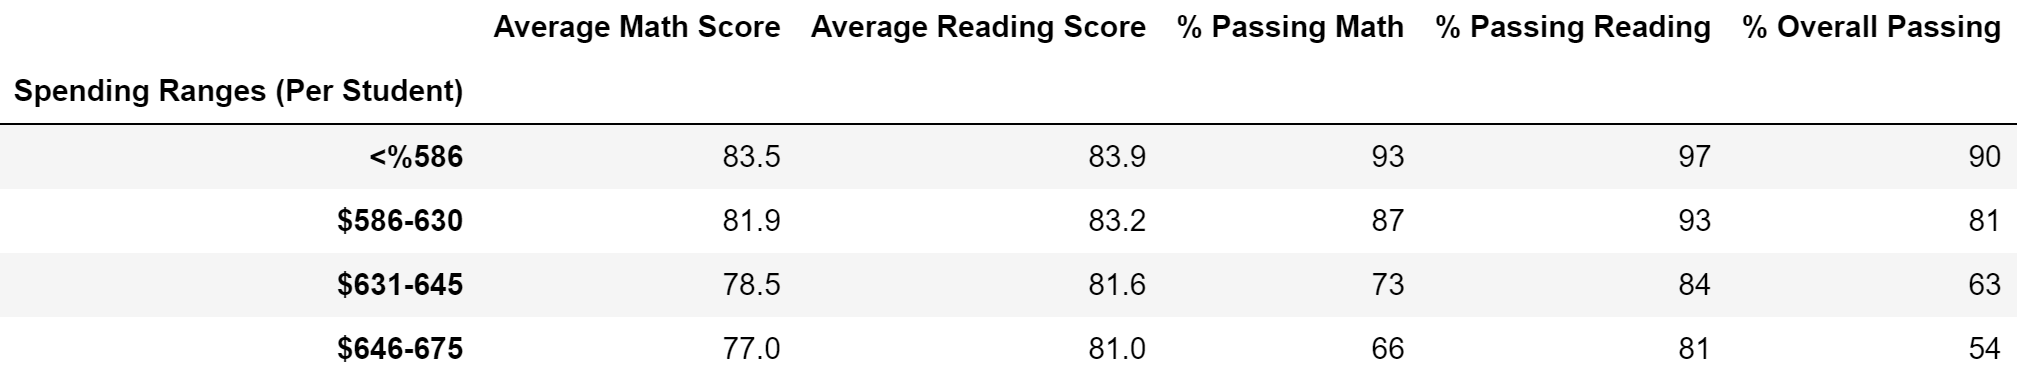 Average Math Score Average Reading Score % Passing Math % Passing Reading % Overall Passing
Spending Ranges (Per Student)
<%586 83.5 83.9 93 97 90
$586-630 81.9 83.2 87 93 81
$631-645 78.5 81.6 73 84 63
$646-675 77.0 81.0 66 81 54